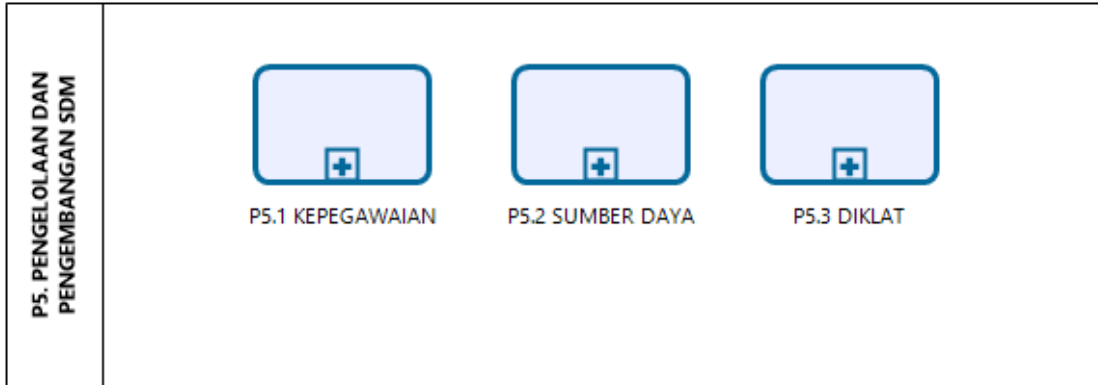 P5. PENGELOLAAN DAN
PENGEMBANGAN SDM
P5.1 KEPEGAWAIAN
P5.2 SUMBER DAYA
P5.3 DIKLAT